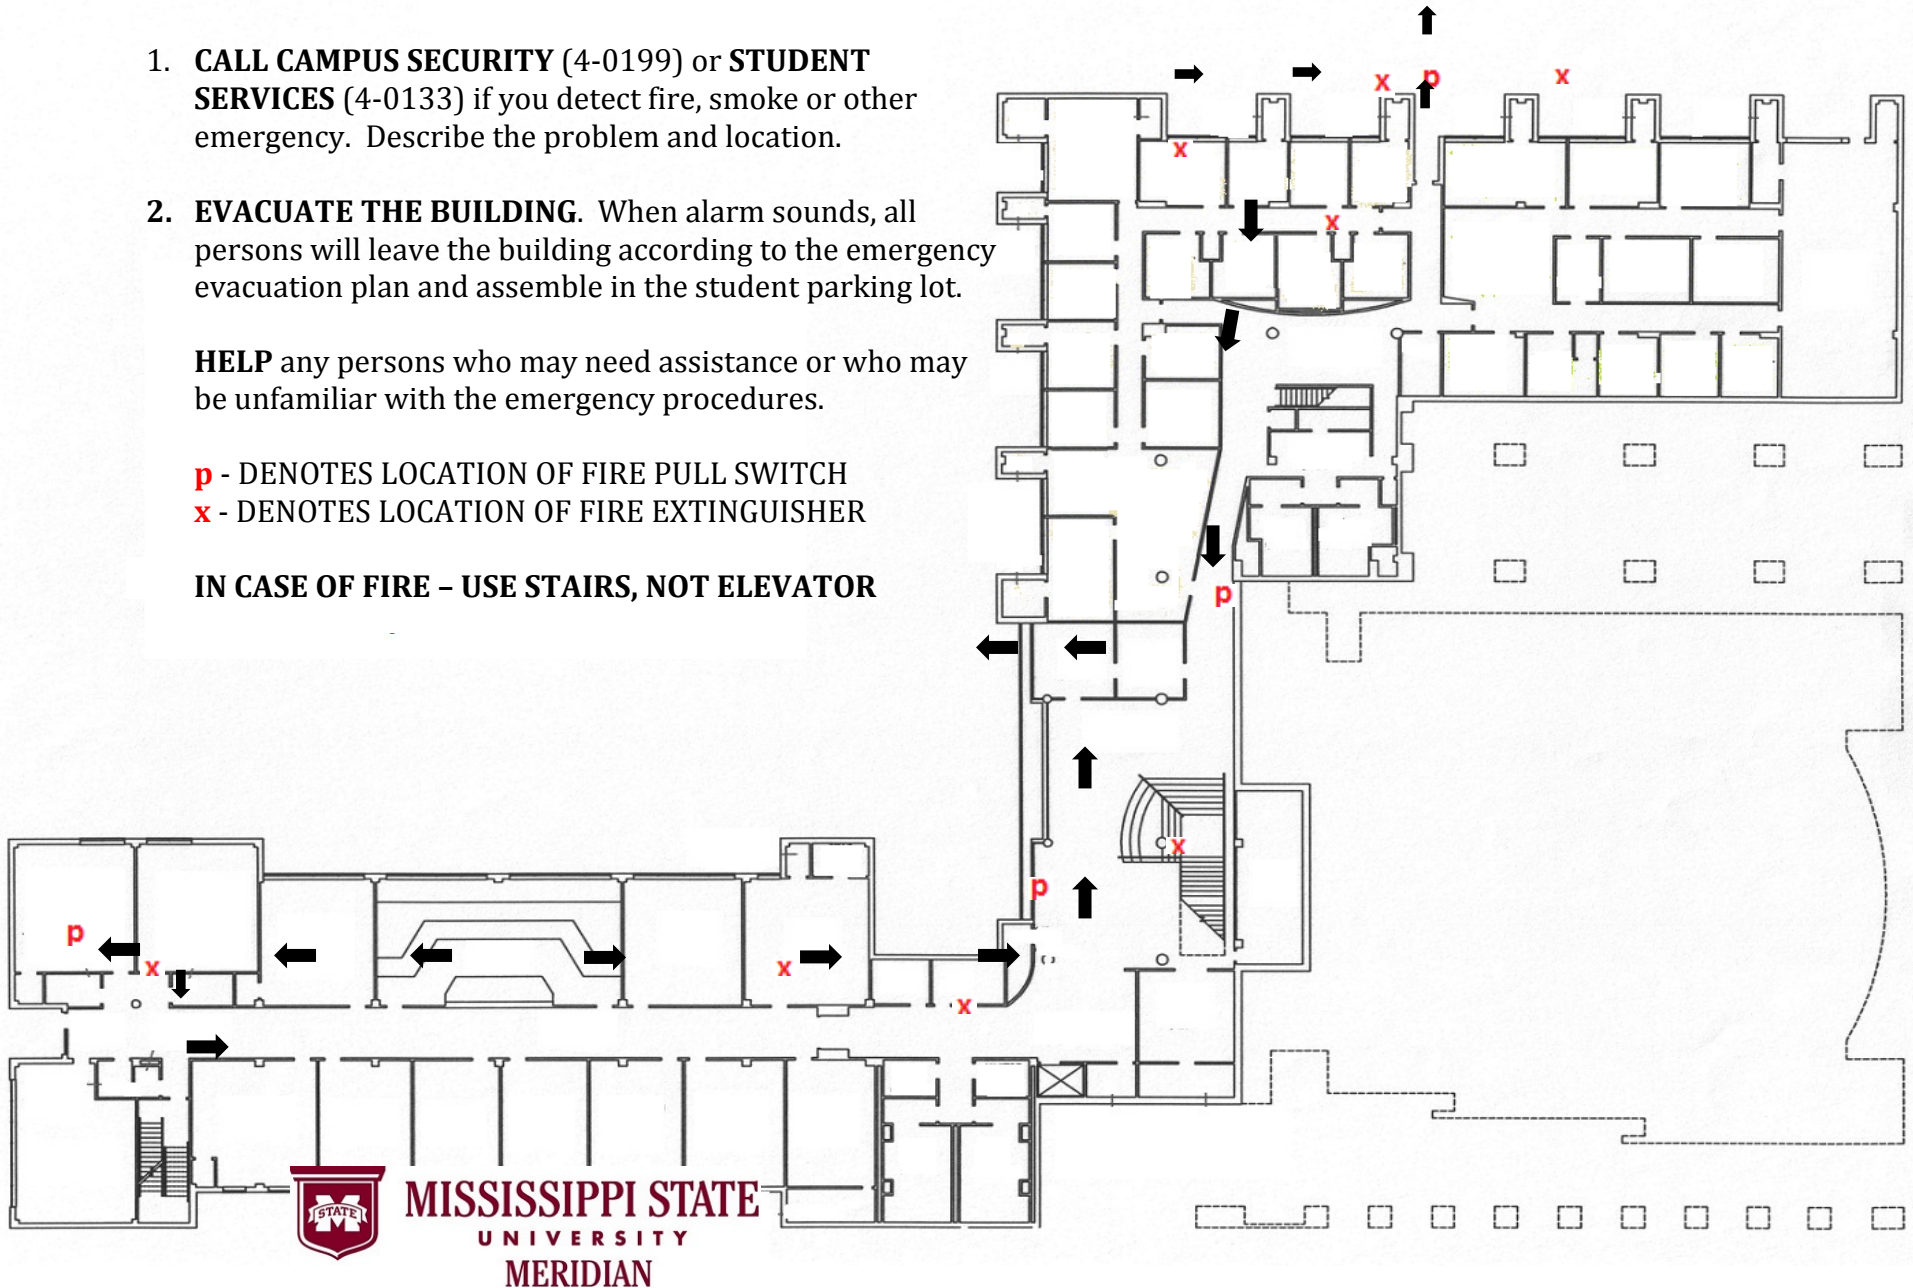 1. CALL CAMPUS SECURITY (4-0199) or STUDENT
SERVICES (4-0133) if you detect fire, smoke or other
emergency. Describe the problem and location.
2. EVACUATE THE BUILDING. When alarm sounds, all
persons will leave the building according to the emergency
evacuation plan and assemble in the student parking lot.
HELP any persons who may need assistance or who may
be unfamiliar with the emergency procedures.
p - DENOTES LOCATION OF FIRE PULL SWITCH
x - DENOTES LOCATION OF FIRE EXTINGUISHER
IN CASE OF FIRE – USE STAIRS, NOT ELEVATOR
x
p
x
x
x
p
x
p
p
x
x
x
STATE
MISSISSIPPI STATE
UNIVERSITY
MERIDIAN